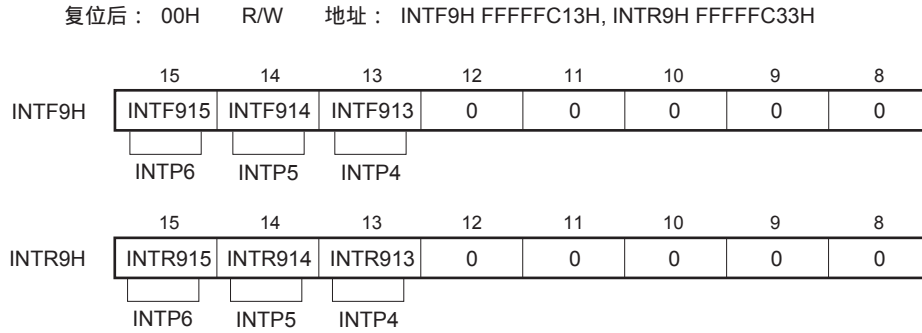 复位后： 00H R/W 地址： INTF9H FFFFFC13H, INTR9H FFFFFC33H
15 14 13 12 11 10 9 8
INTF9H INTF915 INTF914 INTF913 0 0 0 0 0
INTP6 INTP5 INTP4
15 14 13 12 11 10 9 8
INTR9H INTR915 INTR914 INTR913 0 0 0 0 0
INTP6 INTP5 INTP4